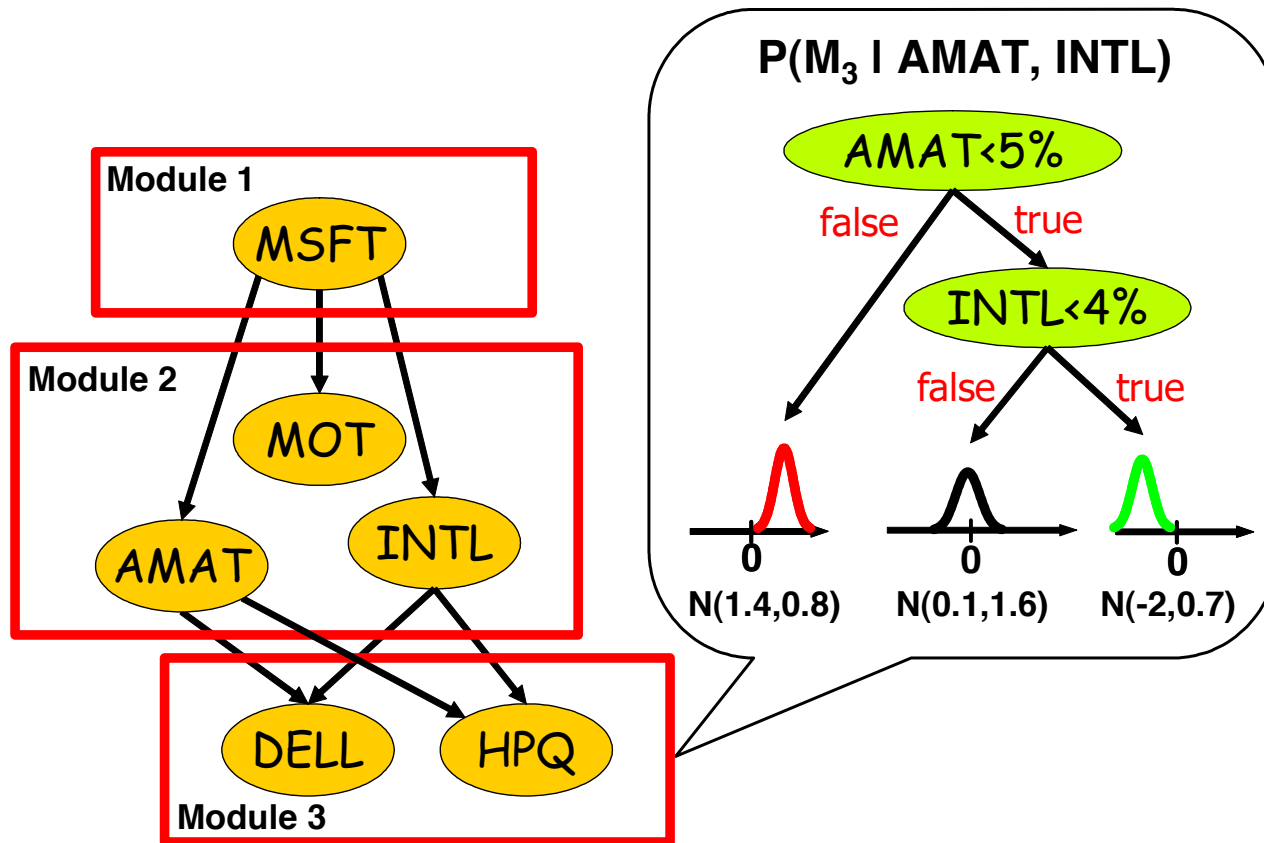 P(M3 | AMAT, INTL)
AMAT<5%
false
true
INTL<4%
false
true
0
0
0
N(1.4,0.8)
N(0.1,1.6)
N(-2,0.7)
Module 1
MSFT
Module 2
MOT
INTL
AMAT
DELL
HPQ
Module 3